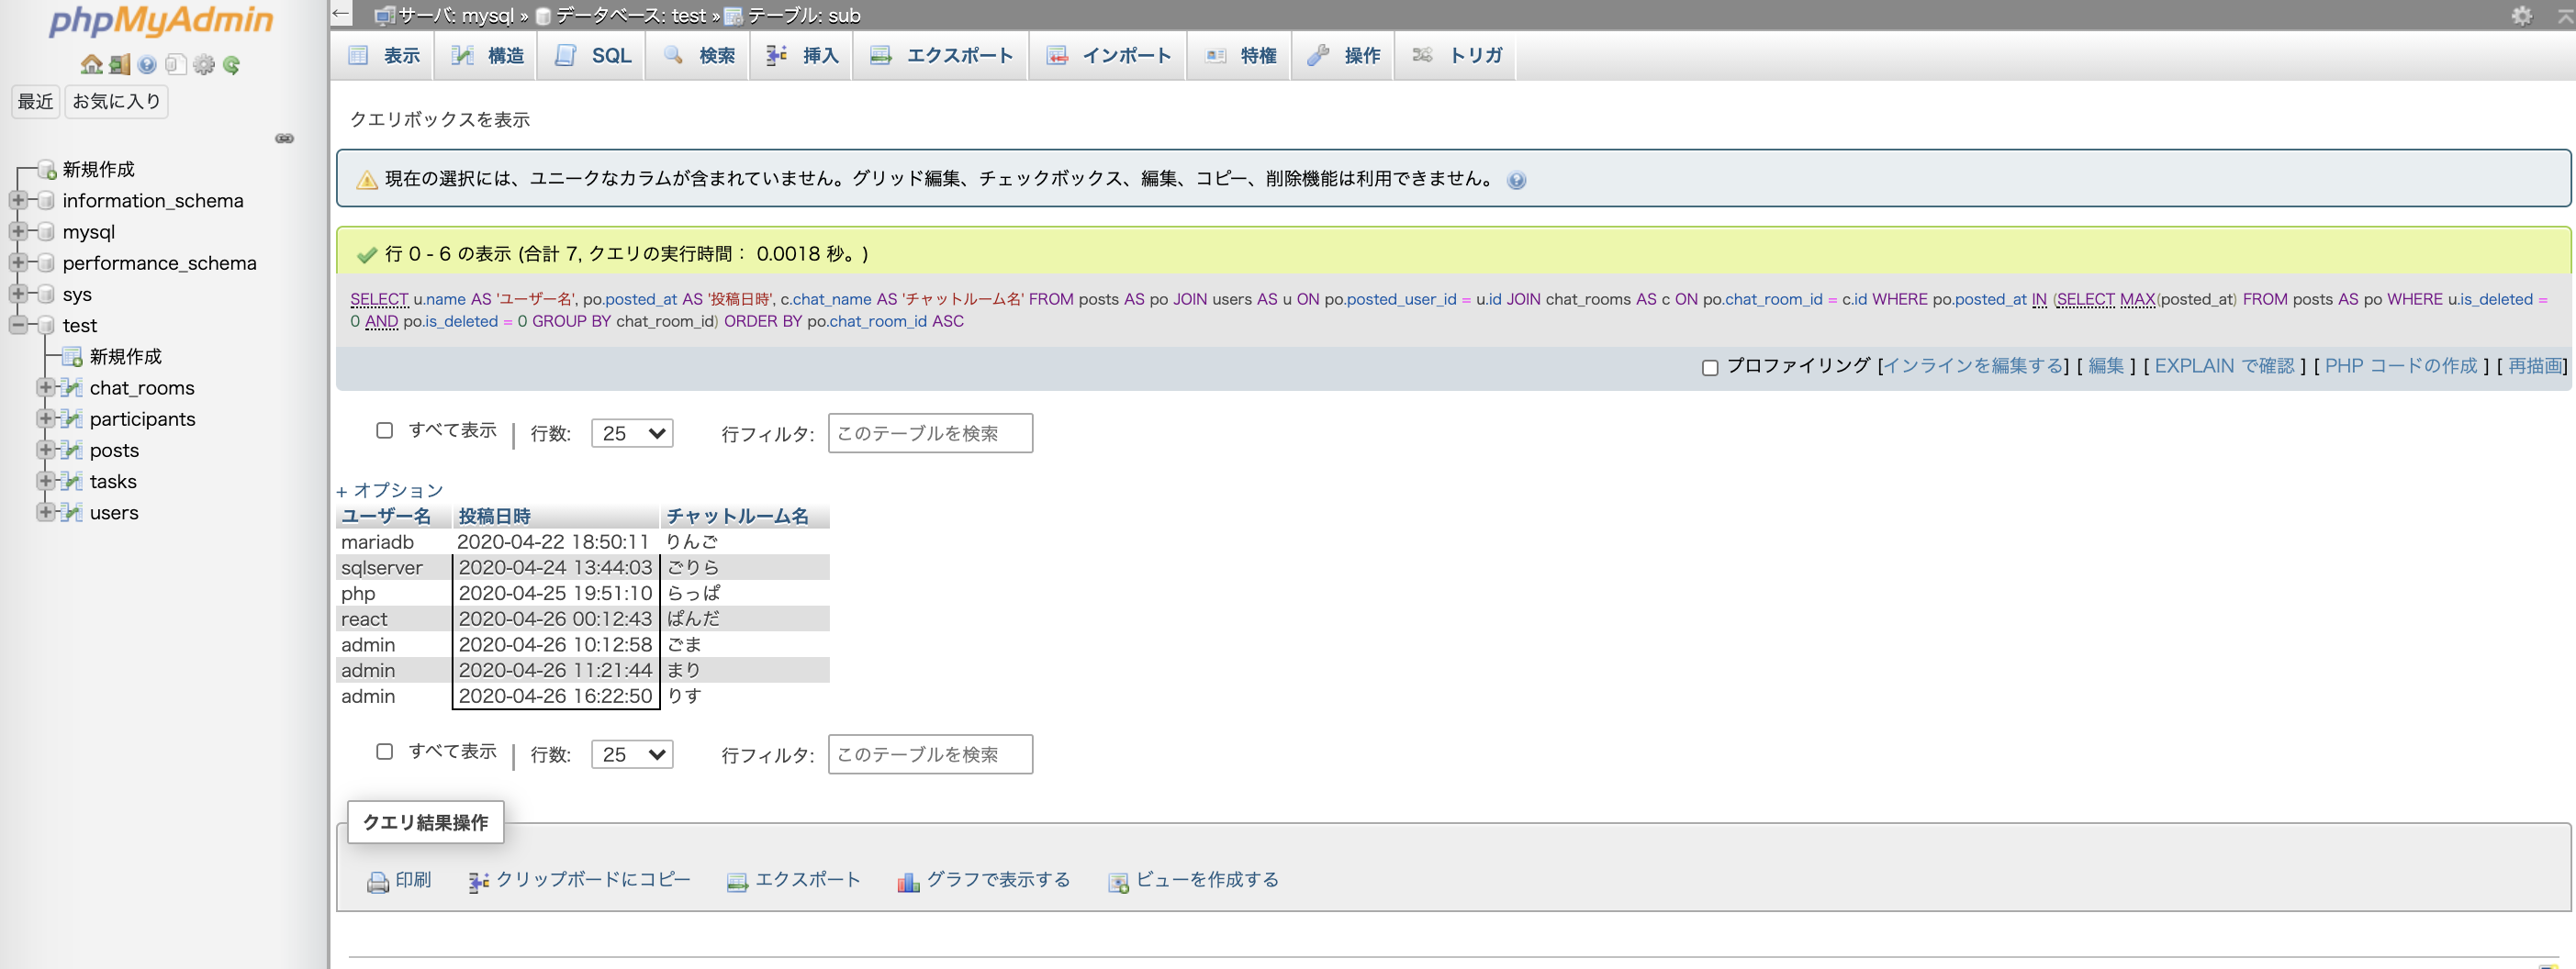 phpMyAdmin
最近 お気に入り
新規作成
information_schema
mysql
performance_schema
sys
test
新規作成
chat_rooms
participants
posts
tasks
users
← サーバ: mysql » データベース: test » テーブル: sub
表示 構造 SQL 検索 挿入 エクスポート インポート 特権 操作 トリガ
クエリボックスを表示
現在の選択には、ユニークなカラムが含まれていません。グリッド編集、チェックボックス、編集、コピー、削除機能は利用できません。
行 0 - 6 の表示 (合計 7, クエリの実行時間： 0.0018 秒。)
SELECT u.name AS 'ユーザー名', po.posted_at AS '投稿日時', c.chat_name AS 'チャットルーム名' FROM posts AS po JOIN users AS u ON po.posted_user_id = u.id JOIN chat_rooms AS c ON po.chat_room_id = c.id WHERE po.posted_at IN (SELECT MAX(posted_at) FROM posts AS po WHERE u.is_deleted =
0 AND po.is_deleted = 0 GROUP BY chat_room_id) ORDER BY po.chat_room_id ASC
プロファイリング [インラインを編集する] [ 編集 ] [ EXPLAIN で確認 ] [ PHP コードの作成 ] [ 再描画]
すべて表示 | 行数: 25 行フィルタ: このテーブルを検索
+ オプション
ユーザー名 投稿日時 チャットルーム名
mariadb 2020-04-22 18:50:11 りんご
sqlserver 2020-04-24 13:44:03 ごりら
php 2020-04-25 19:51:10 らっぱ
react 2020-04-26 00:12:43 ぱんだ
admin 2020-04-26 10:12:58 ごま
admin 2020-04-26 11:21:44 まり
admin 2020-04-26 16:22:50 りす
すべて表示 | 行数: 25 行フィルタ: このテーブルを検索
クエリ結果操作
印刷 クリップボードにコピー エクスポート グラフで表示する ビューを作成する